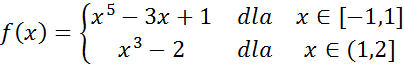 f(x) = { x⁵ − 3x + 1 dla x ∈ [−1,1]
x³ − 2 dla x ∈ (1,2]